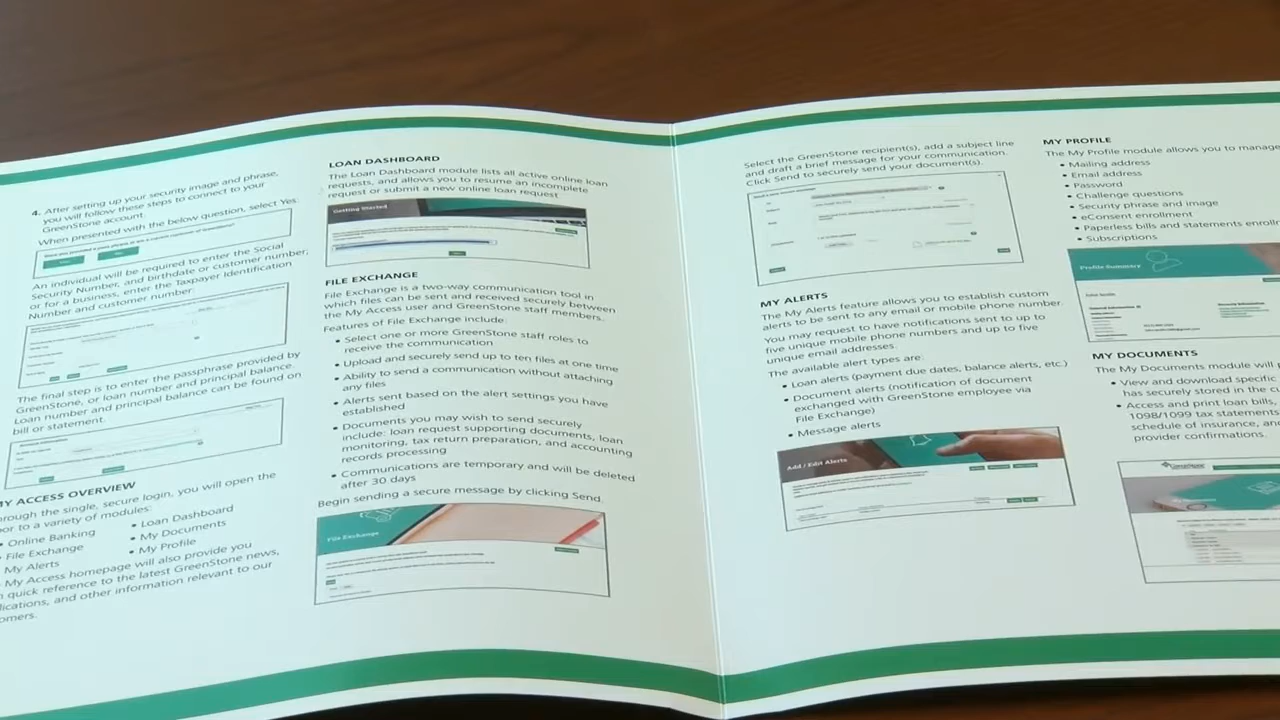 4. After setting up your security image and phrase,
you will follow these steps to connect to your
GreenStone account.
When presented with the below question, select Yes.
An individual will be required to enter the Social
Security Number, and birthdate or customer number;
or for a business, enter the Taxpayer Identification
Number and customer number.
The final step is to enter the passphrase provided by
GreenStone, or loan number and principal balance.
Loan number and principal balance can be found on
bill or statement.
MY ACCESS OVERVIEW
hrough the single, secure login, you will open the
oor to a variety of modules:
• Online Banking
• File Exchange
• My Alerts
• Loan Dashboard
• My Documents
• My Profile
My Access homepage will also provide you
quick reference to the latest GreenStone news,
lications, and other information relevant to our
omers.
LOAN DASHBOARD
The Loan Dashboard module lists all active online loan
requests, and allows you to resume an incomplete
request or submit a new online loan request
Getting Started
FILE EXCHANGE
File Exchange is a two-way communication tool in
which files can be sent and received securely between
the My Access user and GreenStone staff members.
Features of File Exchange include:
• Select one or more GreenStone staff roles to
receive the communication
• Upload and securely send up to ten files at one time
• Ability to send a communication without attaching
any files
• Alerts sent based on the alert settings you have
established
• Documents you may wish to send securely
include: loan request supporting documents, loan
monitoring, tax return preparation, and accounting
records processing
• Communications are temporary and will be deleted
after 30 days
Begin sending a secure message by clicking Send.
File Exchange
Select the GreenStone recipient(s), add a subject line
and draft a brief message for your communication.
Click Send to securely send your document(s).
MY ALERTS
The My Alerts feature allows you to establish custom
alerts to be sent to any email or mobile phone number.
You may request to have notifications sent to up to
five unique mobile phone numbers and up to five
unique email addresses.
The available alert types are:
• Loan alerts (payment due dates, balance alerts, etc.)
• Document alerts (notification of document
exchanged with GreenStone employee via
File Exchange)
• Message alerts
Add / Edit Alerts
MY PROFILE
The My Profile module allows you to manage
• Mailing address
• Email address
• Password
• Challenge questions
• Security phrase and image
• eConsent enrollment
• Paperless bills and statements enroll
• Subscriptions
Profile Summary
MY DOCUMENTS
The My Documents module will
• View and download specific
has securely stored in the cu
• Access and print loan bills,
1098/1099 tax statements,
schedule of insurance, and
provider confirmations.